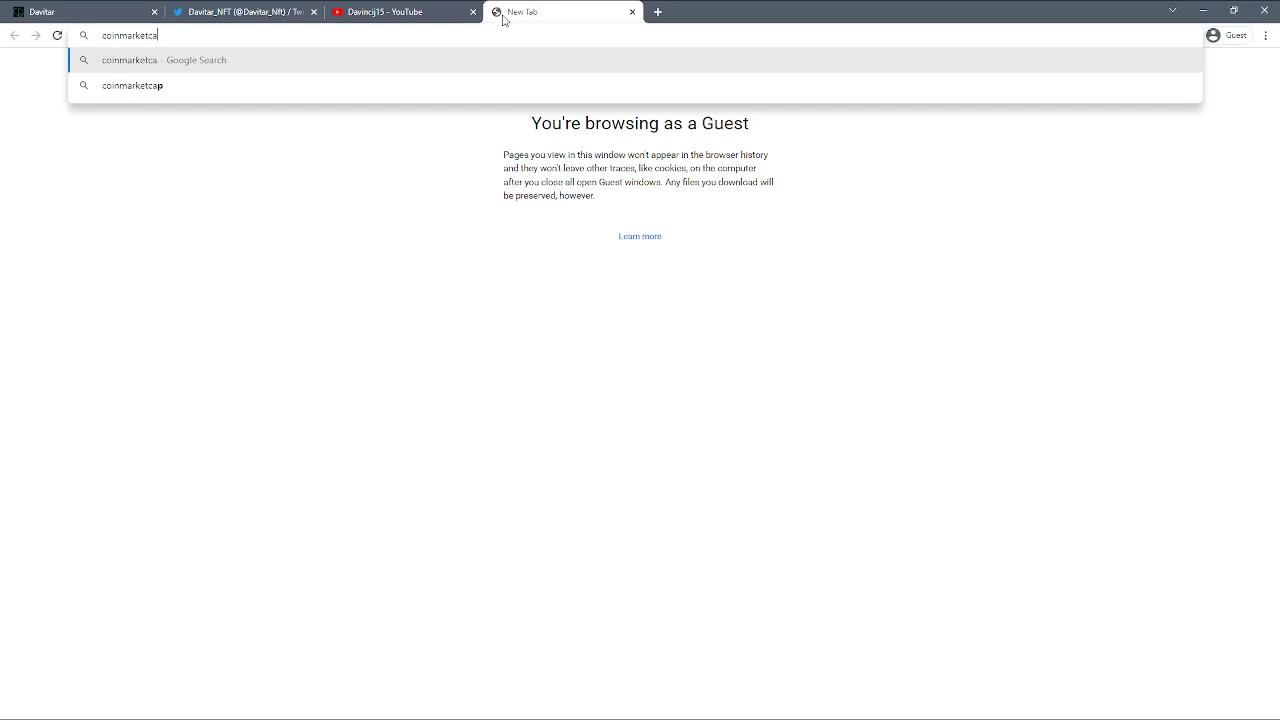 Davitar
Davitar_NFT (@Davitar_Nft) / Tw
Davincij15 - YouTube
New Tab
coinmarketca
Guest
coinmarketca - Google Search
coinmarketcap
You're browsing as a Guest
Pages you view in this window won't appear in the browser history
and they won't leave other traces, like cookies, on the computer
after you close all open Guest windows. Any files you download will
be preserved, however.
Learn more